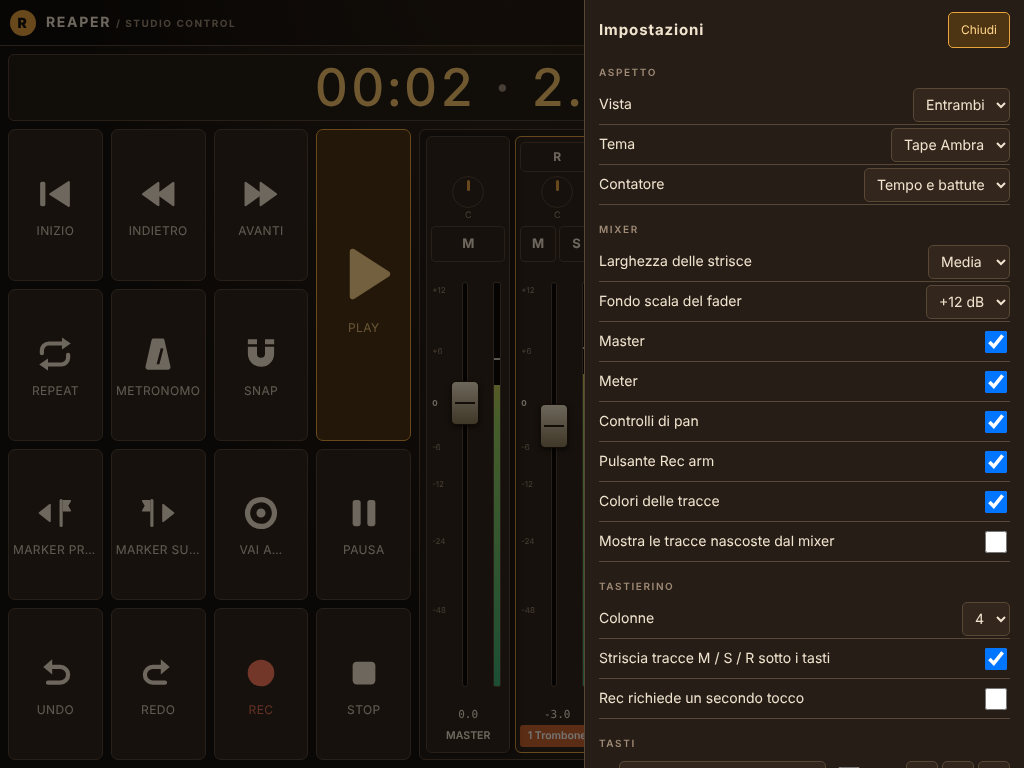 R REAPER / STUDIO CONTROL
00:02 · 2.
INIZIO
INDIETRO
AVANTI
PLAY
REPEAT
METRONOMO
SNAP
MARKER PR...
MARKER SU...
VAI A...
PAUSA
UNDO
REDO
REC
STOP
C
M
+12
+6
0
-6
-12
-24
-48
0.0
MASTER
R
C
M
S
+12
+6
0
-6
-12
-24
-48
-3.0
1 Trombone
Impostazioni
Chiudi
ASPETTO
Vista Entrambi
Tema Tape Ambra
Contatore Tempo e battute
MIXER
Larghezza delle strisce Media
Fondo scala del fader +12 dB
Master
Meter
Controlli di pan
Pulsante Rec arm
Colori delle tracce
Mostra le tracce nascoste dal mixer
TASTIERINO
Colonne 4
Striscia tracce M / S / R sotto i tasti
Rec richiede un secondo tocco
TASTI